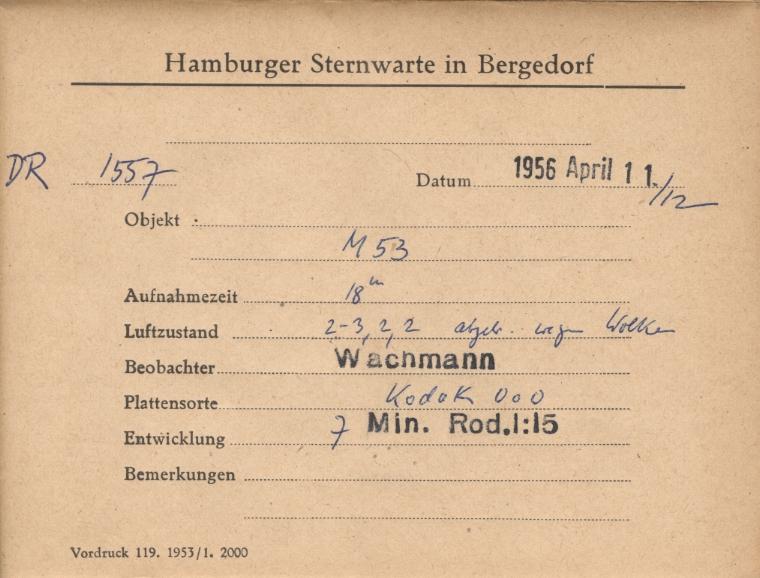 Hamburger Sternwarte in Bergedorf
DR 1557 Datum 1956 April 11./12
Objekt
M 53
Aufnahmezeit 18m
Luftzustand 2-3, 2, 2 abgebr. wegen Wolken
Beobachter Wachmann
Plattensorte Kodak OaO
Entwicklung 7 Min. Rod.1:15
Bemerkungen
Vordruck 119. 1953/1. 2000